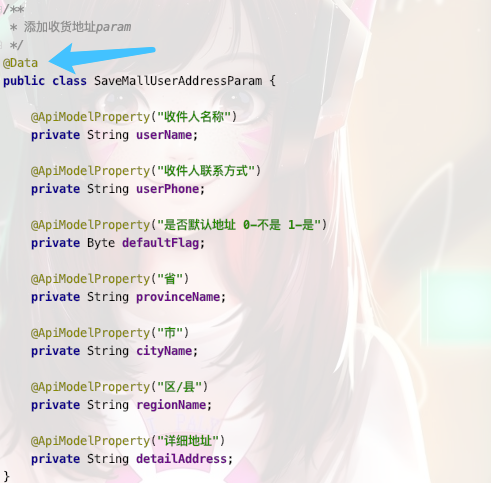 /**
 * 添加收货地址param
 */
@Data
public class SaveMallUserAddressParam {
    @ApiModelProperty("收件人名称")
    private String userName;
    @ApiModelProperty("收件人联系方式")
    private String userPhone;
    @ApiModelProperty("是否默认地址 0-不是 1-是")
    private Byte defaultFlag;
    @ApiModelProperty("省")
    private String provinceName;
    @ApiModelProperty("市")
    private String cityName;
    @ApiModelProperty("区/县")
    private String regionName;
    @ApiModelProperty("详细地址")
    private String detailAddress;
}